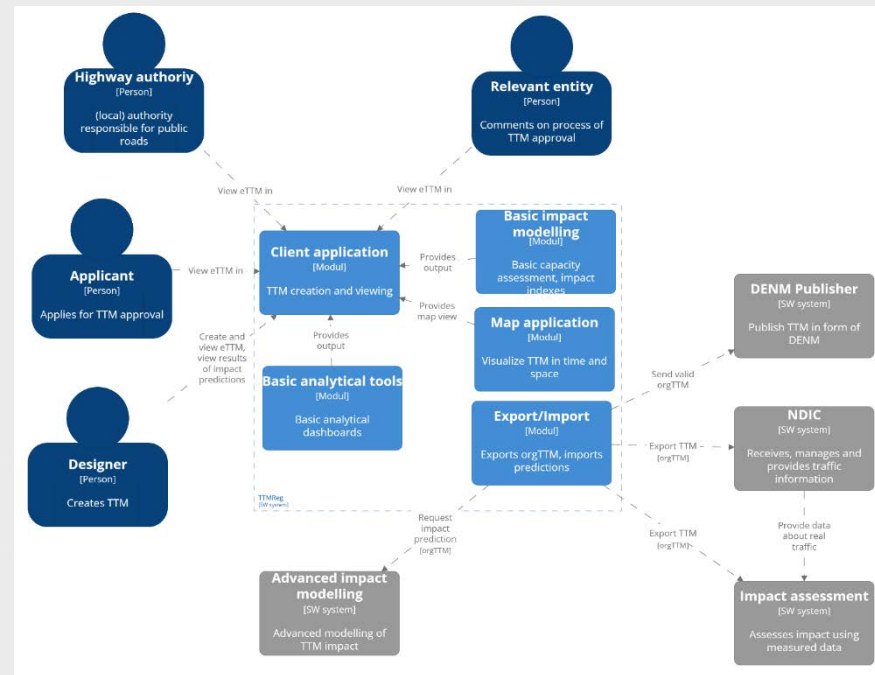 Highway authoriy
[Person]
(local) authority
responsible for public
roads
Relevant entity
[Person]
Comments on process of
TTM approval
View eTTM in
View eTTM in
Applicant
[Person]
Applies for TTM approval
View eTTM in
Client application
[Modul]
TTM creation and viewing
Provides
output
Basic impact
modelling
[Modul]
Basic capacity
assessment, impact
indexes
Provides
map view
Map application
[Modul]
Visualize TTM in time and
space
DENM Publisher
[SW system]
Publish TTM in form of
DENM
Create and
view eTTM,
view results
of impact
predictions
Provides
output
Basic analytical tools
[Modul]
Basic analytical
dashboards
Send valid
orgTTM
Designer
[Person]
Creates TTM
Export/Import
[Modul]
Exports orgTTM, imports
predictions
Export TTM
[orgTTM]
NDIC
[SW system]
Receives, manages and
provides traffic
information
TTMReg
[SW system]
Request
impact
prediction
[orgTTM]
Export TTM
[orgTTM]
Provide data
about real
traffic
Advanced impact
modelling
[SW system]
Advanced modelling of
TTM impact
Impact assessment
[SW system]
Assesses impact using
measured data